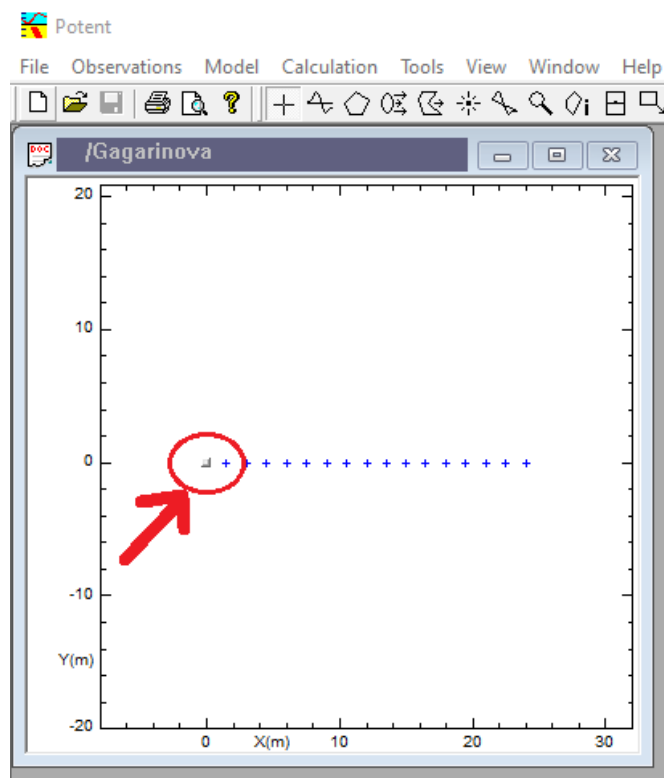 Potent
File Observations Model Calculation Tools View Window Help
/Gagarinova
20
10
0
-10
Y(m)
-20
0 X(m) 10 20 30